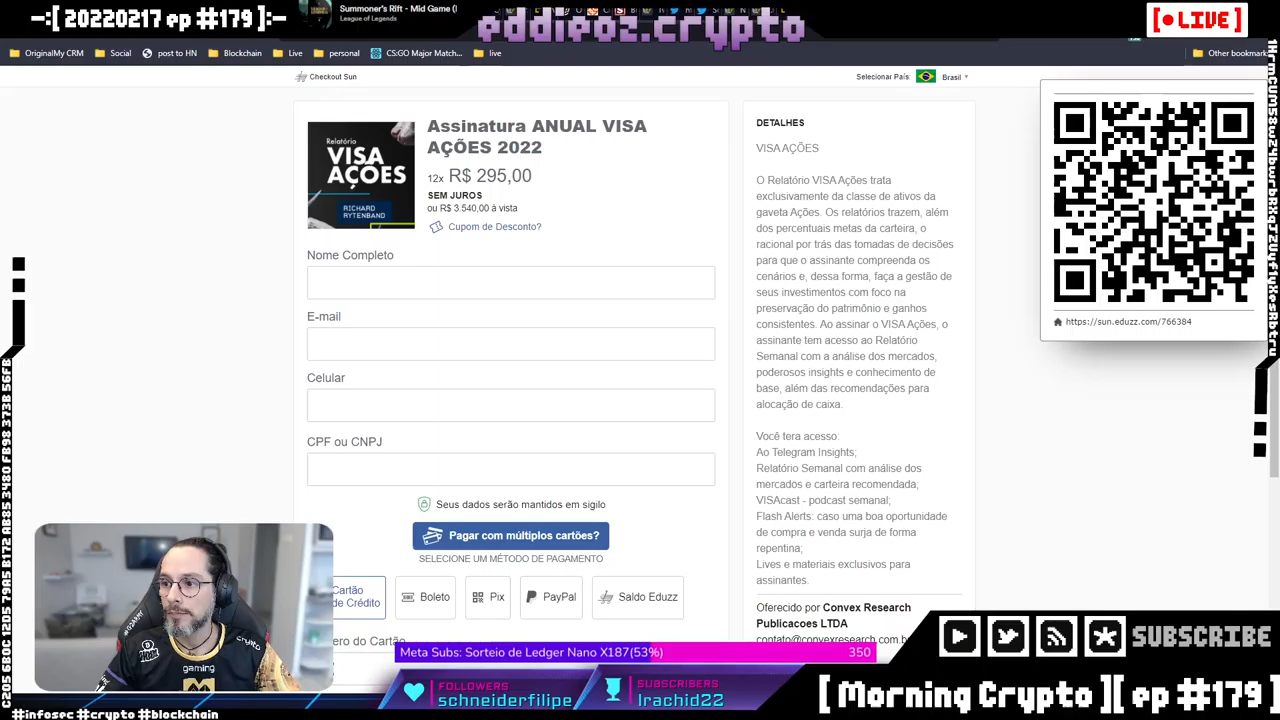 -:[ 20220217 ep #179 ]:-
Summoner's Rift - Mid Game (
League of Legends
eddieoz.crypto
[ • LIVE ]
OriginalMy CRM
Social
post to HN
Blockchain
Live
personal
CS:GO Major Match...
live
Other bookmark
Checkout Sun
Selecionar País:
Brasil
Relatório
VISA
AÇÕES
RICHARD
RYTENBAND
Assinatura ANUAL VISA
AÇÕES 2022
12x R$ 295,00
SEM JUROS
ou R$ 3.540,00 à vista
Cupom de Desconto?
Nome Completo
E-mail
Celular
CPF ou CNPJ
Seus dados serão mantidos em sigilo
Pagar com múltiplos cartões?
SELECIONE UM MÉTODO DE PAGAMENTO
Cartão
de Crédito
Boleto
Pix
PayPal
Saldo Eduzz
ero do Cartão
DETALHES
VISA AÇÕES
O Relatório VISA Ações trata
exclusivamente da classe de ativos da
gaveta Ações. Os relatórios trazem, além
dos percentuais metas da carteira, o
racional por trás das tomadas de decisões
para que o assinante compreenda os
cenários e, dessa forma, faça a gestão de
seus investimentos com foco na
preservação do patrimônio e ganhos
consistentes. Ao assinar o VISA Ações, o
assinante tem acesso ao Relatório
Semanal com a análise dos mercados,
poderosos insights e conhecimento de
base, além das recomendações para
alocação de caixa.
Você tera acesso:
Ao Telegram Insights;
Relatório Semanal com análise dos
mercados e carteira recomendada;
VISAcast - podcast semanal;
Flash Alerts: caso uma boa oportunidade
de compra e venda surja de forma
repentina;
Lives e materiais exclusivos para
assinantes.
Oferecido por Convex Research
Publicacoes LTDA
contato@convexresearch.com.b
https://sun.eduzz.com/766384
crypto
gaming
Meta Subs: Sorteio de Ledger Nano X187(53%)
350
FOLLOWERS
schneiderfilipe
SUBSCRIBERS
lrachid22
SUBSCRIBE
[ Morning Crypto ][ ep #179 ]
#infosec #crypto #blockchain